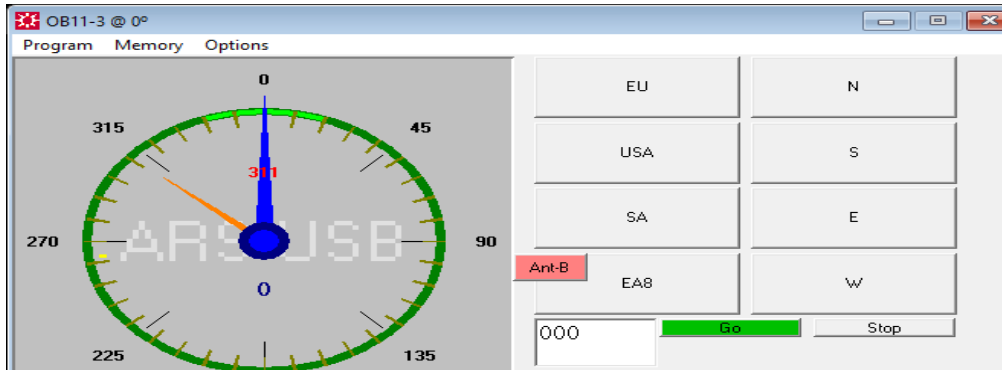 OB11-3 @ 0º
Program Memory Options
0
315 45
311
270 .ARSUSB 90
0
225 135
EU N
USA S
SA E
Ant-B
EA8 W
000 Go Stop